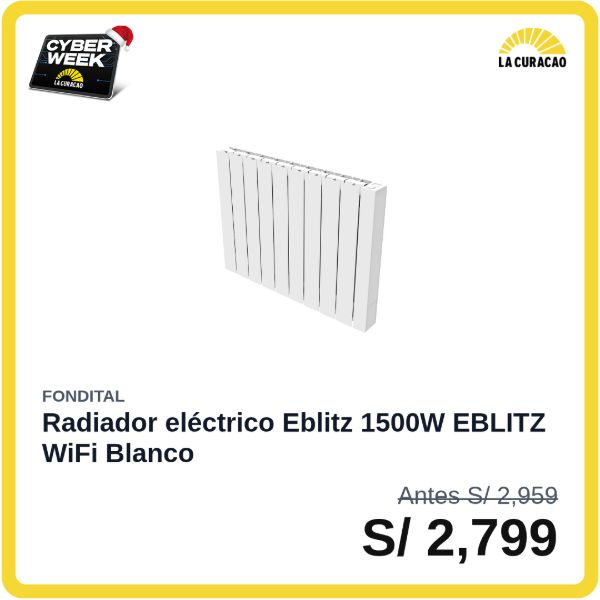 CYBER
WEEK
LA CURACAO
LA CURACAO
FONDITAL
Radiador eléctrico Eblitz 1500W EBLITZ
WiFi Blanco
Antes S/ 2,959
S/ 2,799